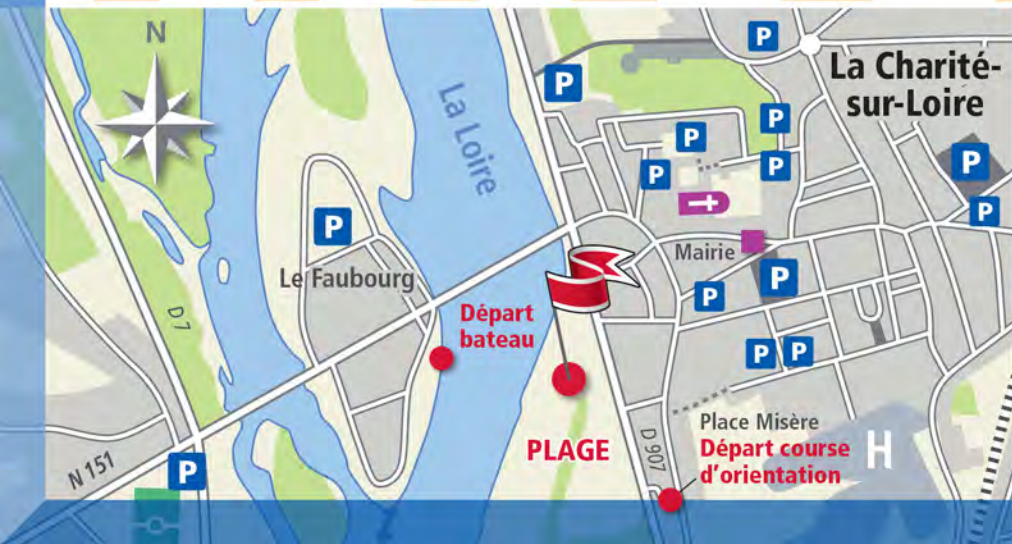 N
P
P
La Charité-
sur-Loire
P
P
P
P
P
P
P
La Loire
P
Le Faubourg
Mairie
P
P
D 7
Départ
bateau
P
P
PLAGE
Place Misère
Départ course
d'orientation
H
D 907
N 151
P